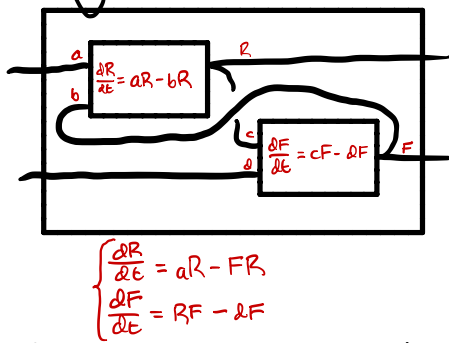 a
R
dR/dt = aR - bR
b
c
dF/dt = cF - dF
F
d
dR/dt = aR - FR
dF/dt = RF - dF